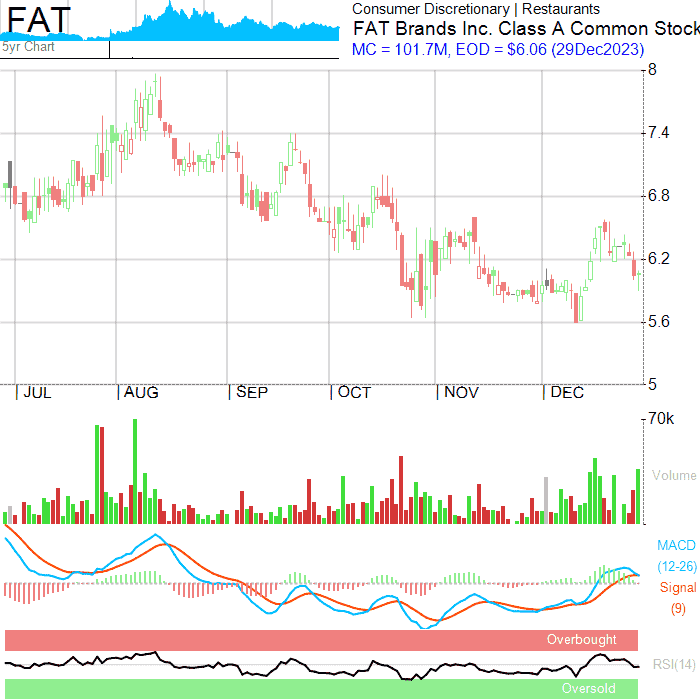 FAT
5yr Chart
Consumer Discretionary | Restaurants
FAT Brands Inc. Class A Common Stock
MC = 101.7M, EOD = $6.06 (29Dec2023)
8
7.4
6.8
6.2
5.6
5
JUL AUG SEP OCT NOV DEC
70k
Volume
MACD
(12-26)
Signal
(9)
Overbought
RSI(14)
Oversold